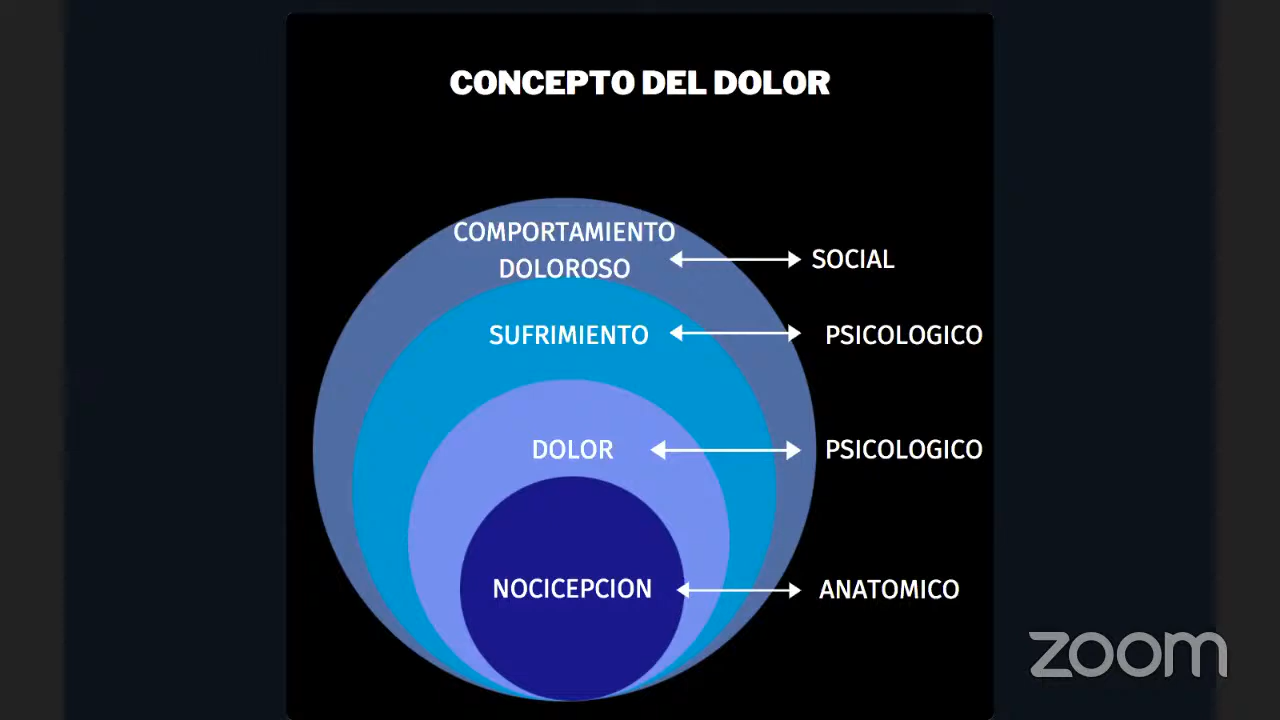 CONCEPTO DEL DOLOR
COMPORTAMIENTO
DOLOROSO
SOCIAL
SUFRIMIENTO
PSICOLOGICO
DOLOR
PSICOLOGICO
NOCICEPCION
ANATOMICO
zoom